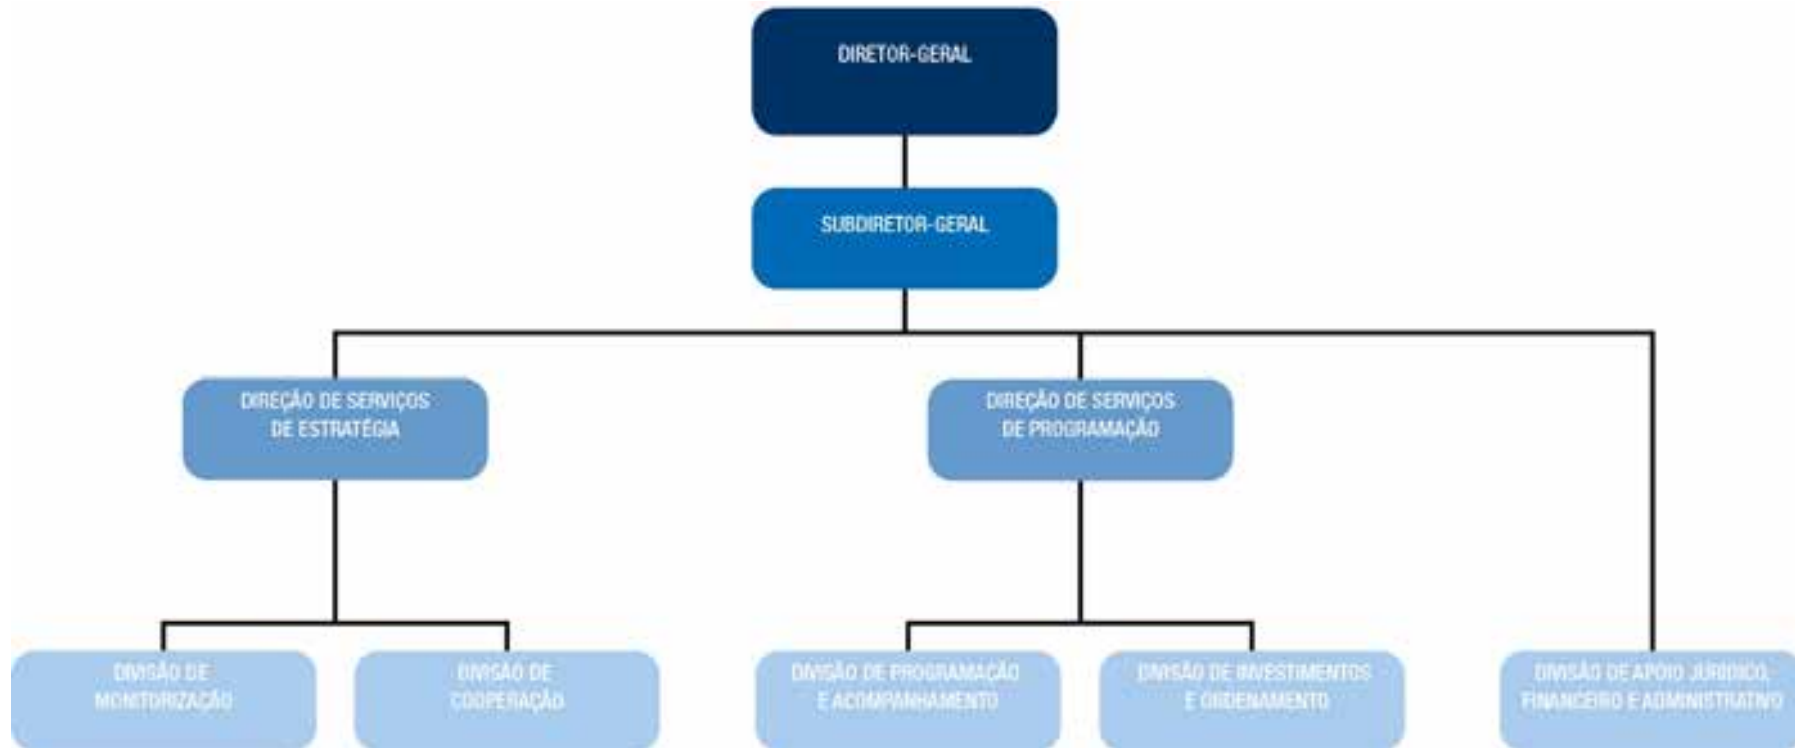 DIRETOR-GERAL
SUBDIRETOR-GERAL
DIREÇÃO DE SERVIÇOS
DE ESTRATÉGIA
DIREÇÃO DE SERVIÇOS
DE PROGRAMAÇÃO
DIVISÃO DE
MONITORIZAÇÃO
DIVISÃO DE
COOPERAÇÃO
DIVISÃO DE PROGRAMAÇÃO
E ACOMPANHAMENTO
DIVISÃO DE INVESTIMENTOS
E ORDENAMENTO
DIVISÃO DE APOIO JURÍDICO,
FINANCEIRO E ADMINISTRATIVO